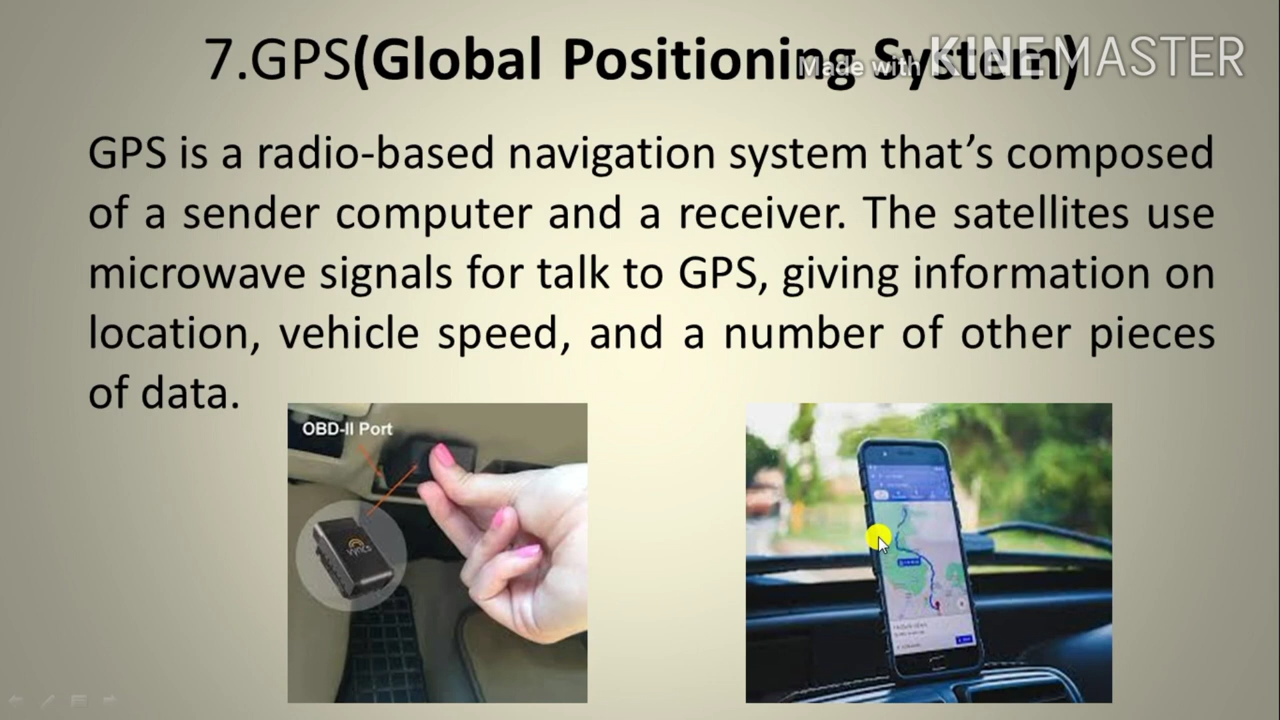 7.GPS(Global Positioning System)
Made with KINEMASTER
GPS is a radio-based navigation system that’s composed
of a sender computer and a receiver. The satellites use
microwave signals for talk to GPS, giving information on
location, vehicle speed, and a number of other pieces
of data.
OBD-II Port